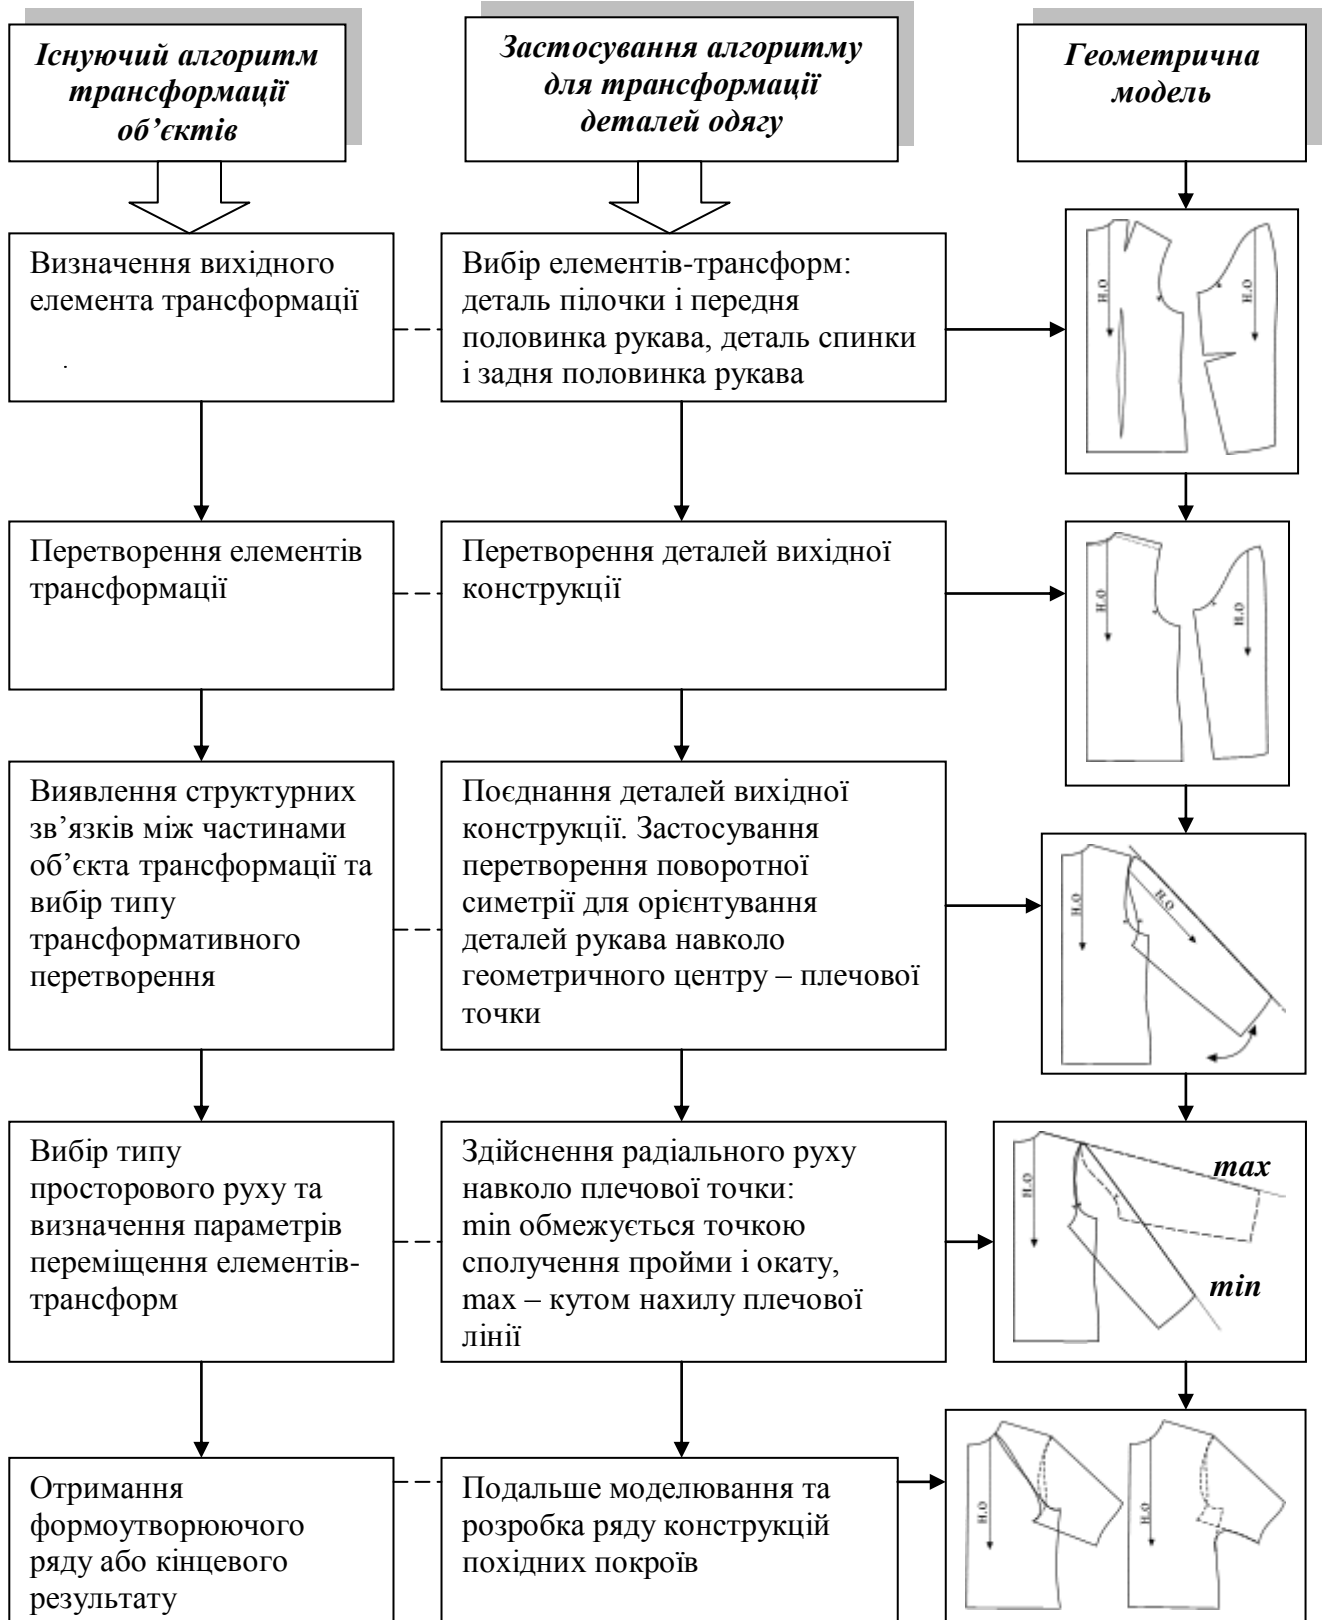 Існуючий алгоритм
трансформації
об’єктів
Застосування алгоритму
для трансформації
деталей одягу
Геометрична
модель
Визначення вихідного
елемента трансформації
.
Вибір елементів-трансформ:
деталь пілочки і передня
половинка рукава, деталь спинки
і задня половинка рукава
Н.О
Н.О
Перетворення елементів
трансформації
Перетворення деталей вихідної
конструкції
Н.О
Н.О
Виявлення структурних
зв’язків між частинами
об’єкта трансформації та
вибір типу
трансформативного
перетворення
Поєднання деталей вихідної
конструкції. Застосування
перетворення поворотної
симетрії для орієнтування
деталей рукава навколо
геометричного центру – плечової
точки
Н.О
Н.О
Вибір типу
просторового руху та
визначення параметрів
переміщення елементів-
трансформ
Здійснення радіального руху
навколо плечової точки:
min обмежується точкою
сполучення пройми і окату,
max – кутом нахилу плечової
лінії
Н.О
max
min
Отримання
формоутворюючого
ряду або кінцевого
результату
Подальше моделювання та
розробка ряду конструкцій
похідних покроїв
Н.О
Н.О